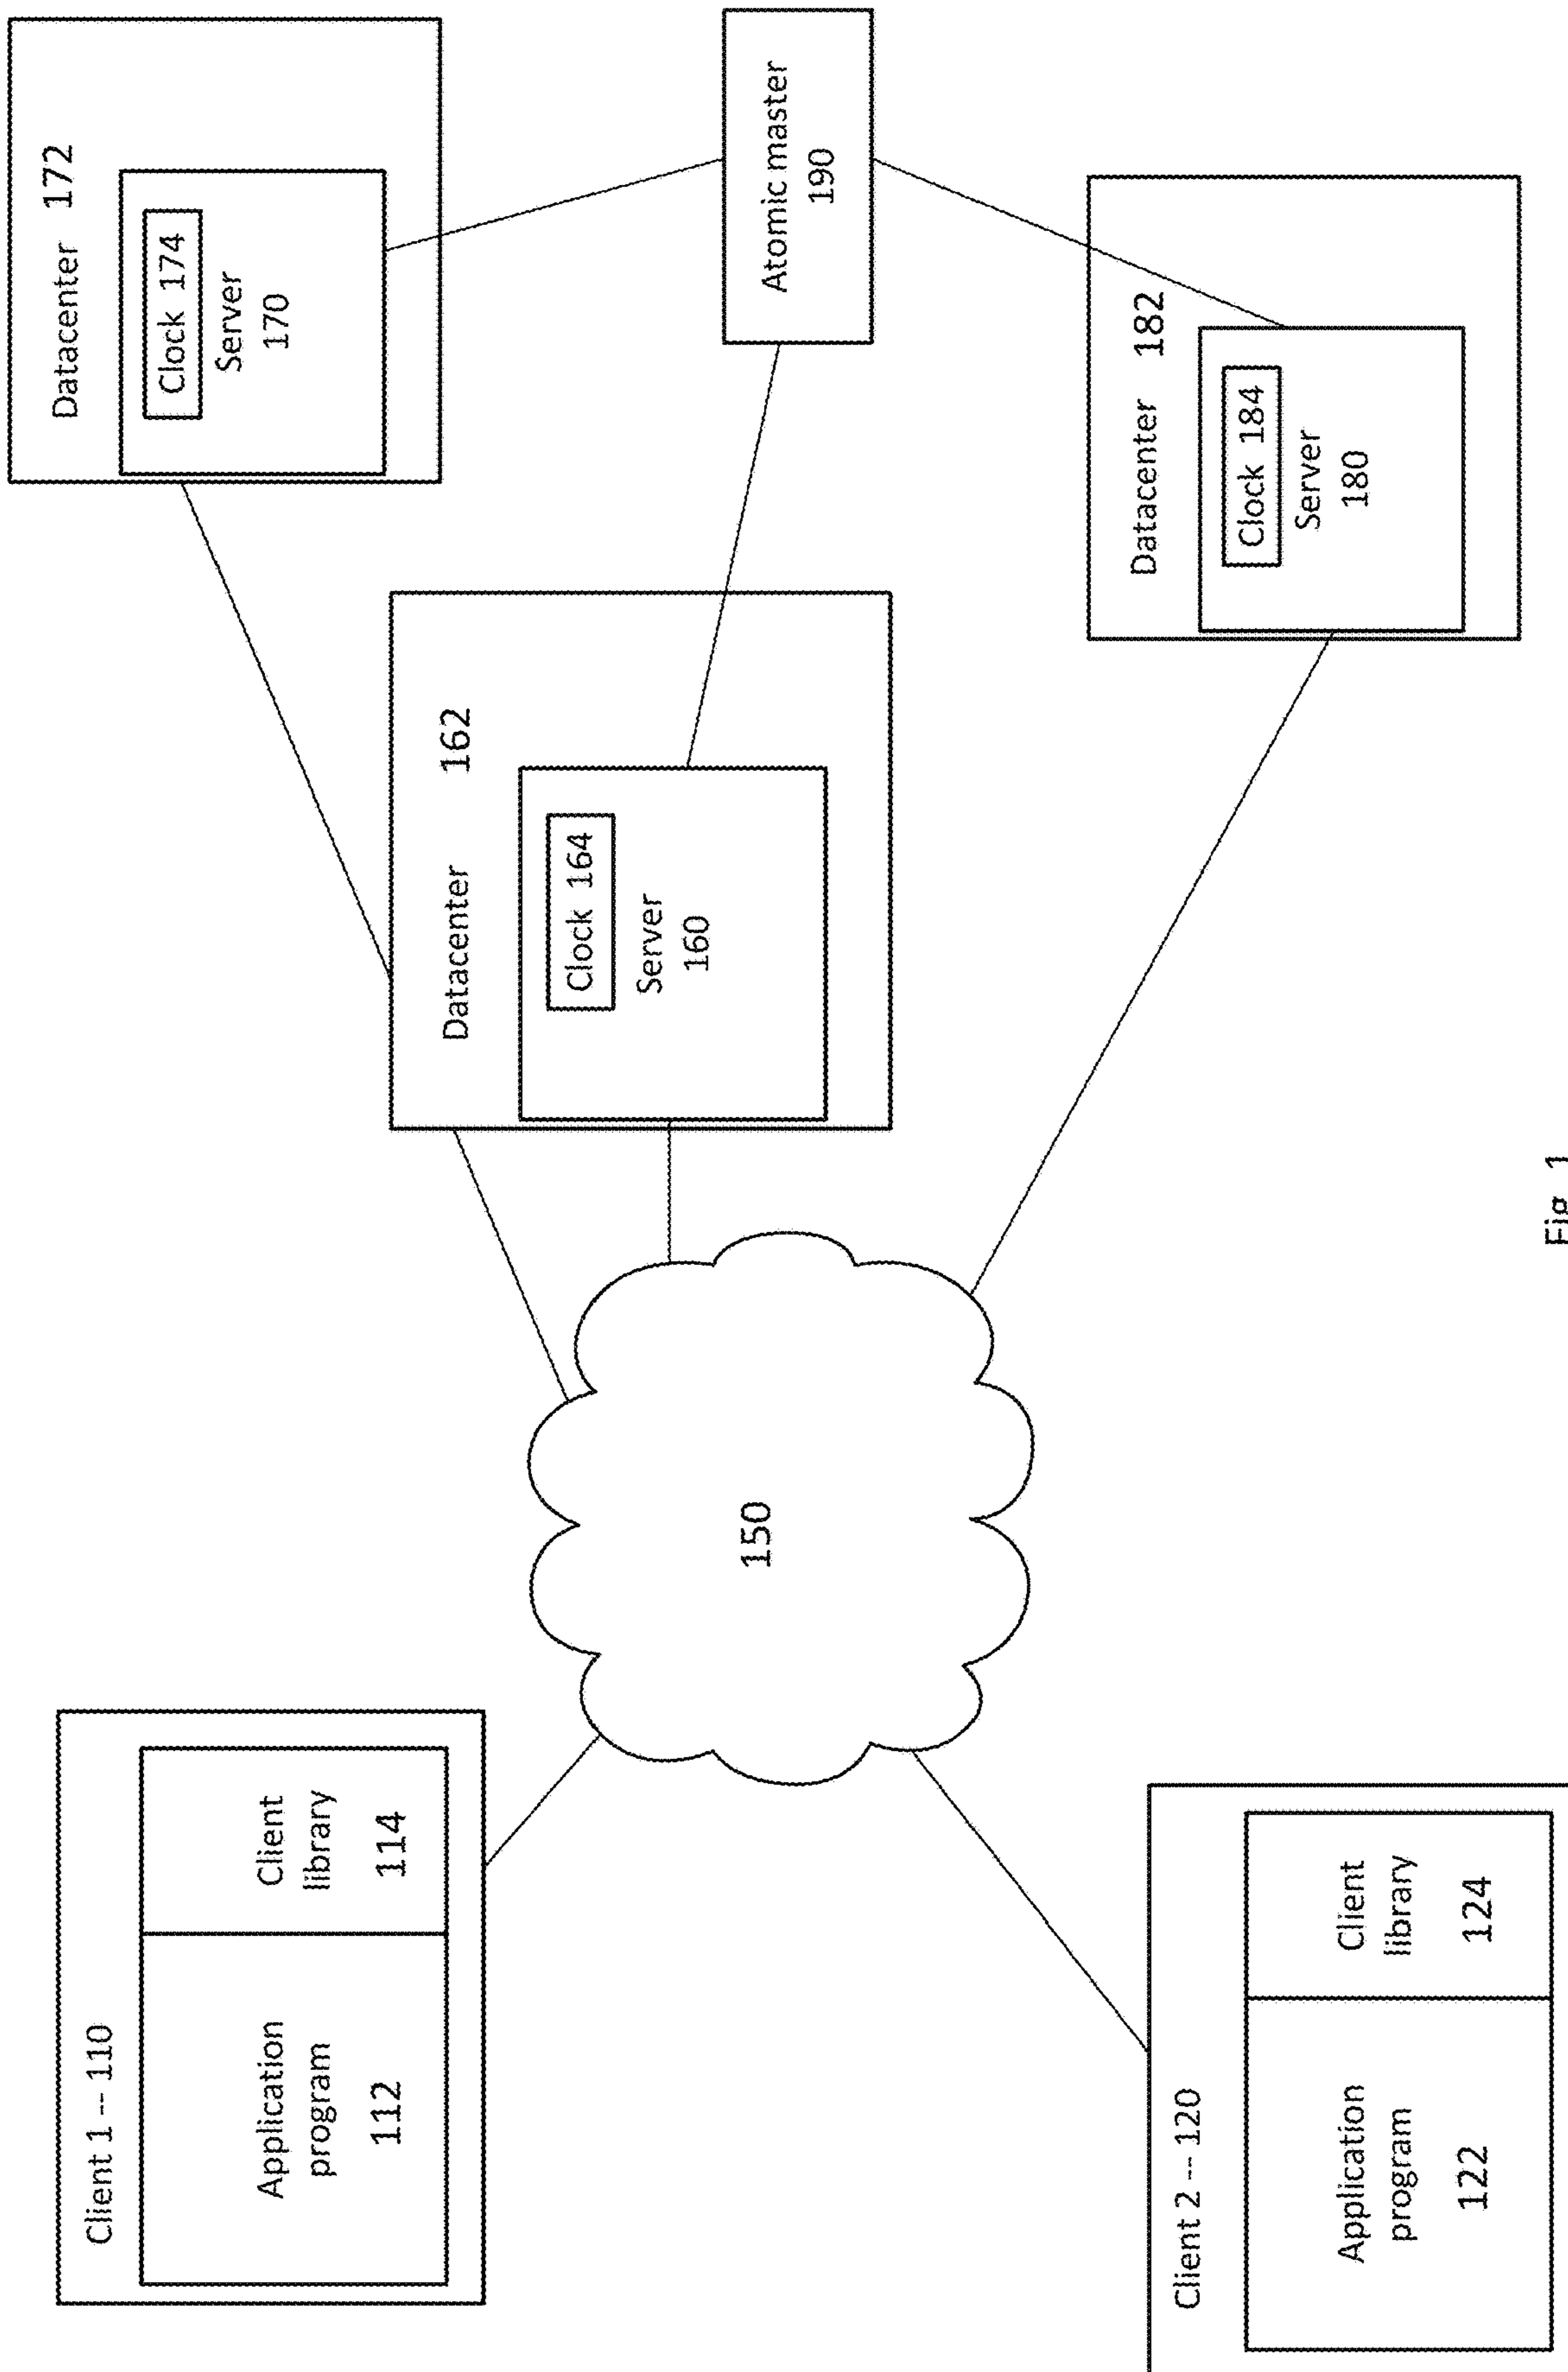 Client 1 -- 110
Application
program
112
Client
library
114
Client 2 -- 120
Application
program
122
Client
library
124
150
Datacenter 162
Clock 164
Server
160
Datacenter 172
Clock 174
Server
170
Datacenter 182
Clock 184
Server
180
Atomic master
190
Fig. 1